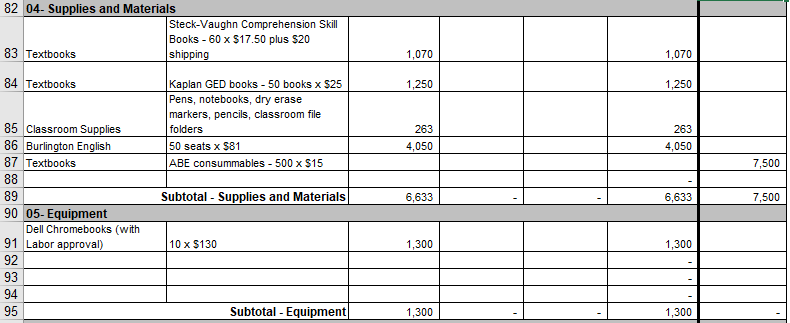 82 04- Supplies and Materials
Steck-Vaughn Comprehension Skill
Books - 60 x $17.50 plus $20
83 Textbooks shipping 1,070 1,070
84 Textbooks Kaplan GED books - 50 books x $25 1,250 1,250
Pens, notebooks, dry erase
markers, pencils, classroom file
85 Classroom Supplies folders 263 263
86 Burlington English 50 seats x $81 4,050 4,050
87 Textbooks ABE consummables - 500 x $15 7,500
88 -
89 Subtotal - Supplies and Materials 6,633 - - 6,633 7,500
90 05- Equipment
Dell Chromebooks (with
91 Labor approval) 10 x $130 1,300 1,300
92 -
93 -
94 -
95 Subtotal - Equipment 1,300 - - 1,300 -